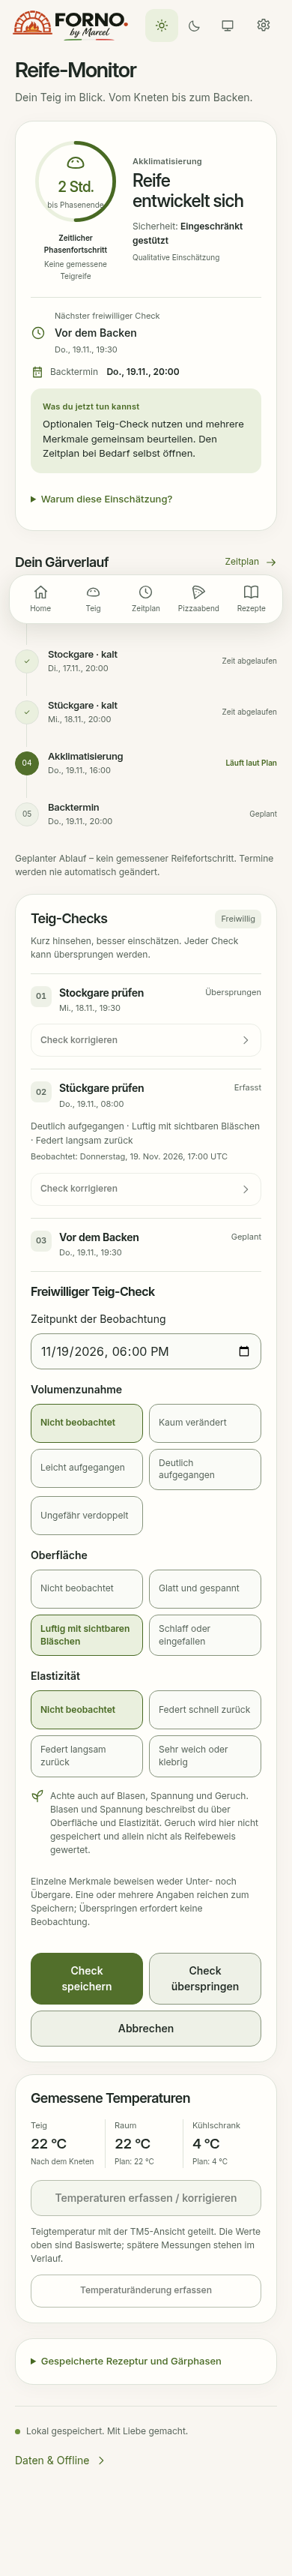 FORNO.
by Marcel
Reife-Monitor
Dein Teig im Blick. Vom Kneten bis zum Backen.
2 Std.
bis Phasenende
Zeitlicher
Phasenfortschritt
Keine gemessene
Teigreife
Akklimatisierung
Reife
entwickelt sich
Sicherheit: Eingeschränkt
gestützt
Qualitative Einschätzung
Nächster freiwilliger Check
Vor dem Backen
Do., 19.11., 19:30
Backtermin Do., 19.11., 20:00
Was du jetzt tun kannst
Optionalen Teig-Check nutzen und mehrere
Merkmale gemeinsam beurteilen. Den
Zeitplan bei Bedarf selbst öffnen.
Warum diese Einschätzung?
Dein Gärverlauf
Zeitplan
Home
Teig
Zeitplan
Pizzaabend
Rezepte
Stockgare · kalt
Di., 17.11., 20:00
Zeit abgelaufen
Stückgare · kalt
Mi., 18.11., 20:00
Zeit abgelaufen
04
Akklimatisierung
Do., 19.11., 16:00
Läuft laut Plan
05
Backtermin
Do., 19.11., 20:00
Geplant
Geplanter Ablauf – kein gemessener Reifefortschritt. Termine
werden nie automatisch geändert.
Teig-Checks
Freiwillig
Kurz hinsehen, besser einschätzen. Jeder Check
kann übersprungen werden.
01
Stockgare prüfen
Mi., 18.11., 19:30
Übersprungen
Check korrigieren
02
Stückgare prüfen
Do., 19.11., 08:00
Erfasst
Deutlich aufgegangen · Luftig mit sichtbaren Bläschen
· Federt langsam zurück
Beobachtet: Donnerstag, 19. Nov. 2026, 17:00 UTC
Check korrigieren
03
Vor dem Backen
Do., 19.11., 19:30
Geplant
Freiwilliger Teig-Check
Zeitpunkt der Beobachtung
11/19/2026, 06:00 PM
Volumenzunahme
Nicht beobachtet
Kaum verändert
Leicht aufgegangen
Deutlich
aufgegangen
Ungefähr verdoppelt
Oberfläche
Nicht beobachtet
Glatt und gespannt
Luftig mit sichtbaren
Bläschen
Schlaff oder
eingefallen
Elastizität
Nicht beobachtet
Federt schnell zurück
Federt langsam
zurück
Sehr weich oder
klebrig
Achte auch auf Blasen, Spannung und Geruch.
Blasen und Spannung beschreibst du über
Oberfläche und Elastizität. Geruch wird hier nicht
gespeichert und allein nicht als Reifebeweis
gewertet.
Einzelne Merkmale beweisen weder Unter- noch
Übergare. Eine oder mehrere Angaben reichen zum
Speichern; Überspringen erfordert keine
Beobachtung.
Check
speichern
Check
überspringen
Abbrechen
Gemessene Temperaturen
Teig
22 °C
Nach dem Kneten
Raum
22 °C
Plan: 22 °C
Kühlschrank
4 °C
Plan: 4 °C
Temperaturen erfassen / korrigieren
Teigtemperatur mit der TM5-Ansicht geteilt. Die Werte
oben sind Basiswerte; spätere Messungen stehen im
Verlauf.
Temperaturänderung erfassen
Gespeicherte Rezeptur und Gärphasen
Lokal gespeichert. Mit Liebe gemacht.
Daten & Offline